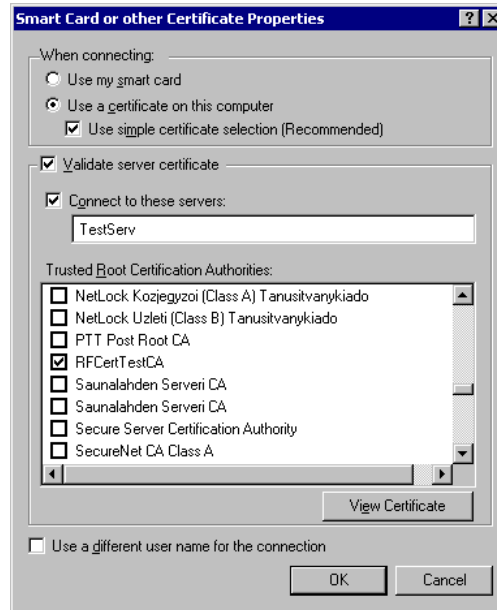 Smart Card or other Certificate Properties
When connecting:
Use my smart card
Use a certificate on this computer
Use simple certificate selection (Recommended)
Validate server certificate
Connect to these servers:
TestServ
Trusted Root Certification Authorities:
NetLock Kozjegyzoi (Class A) Tanusitvanykiado
NetLock Uzleti (Class B) Tanusitvanykiado
PTT Post Root CA
RFCertTestCA
Saunalahden Serveri CA
Saunalahden Serveri CA
Secure Server Certification Authority
SecureNet CA Class A
View Certificate
Use a different user name for the connection
OK Cancel